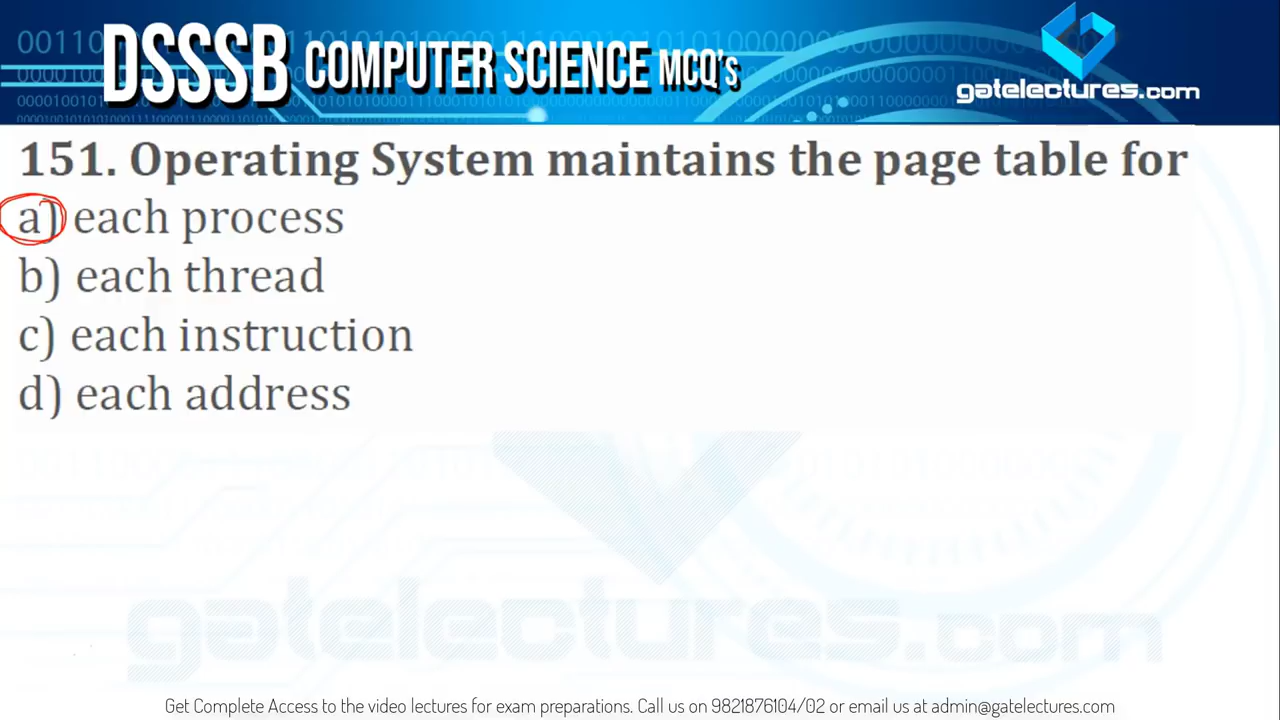 DSSSB COMPUTER SCIENCE MCQ's
gatelectures.com
151. Operating System maintains the page table for
a) each process
b) each thread
c) each instruction
d) each address
gatelectures.com
Get Complete Access to the video lectures for exam preparations. Call us on 9821876104/02 or email us at admin@gatelectures.com